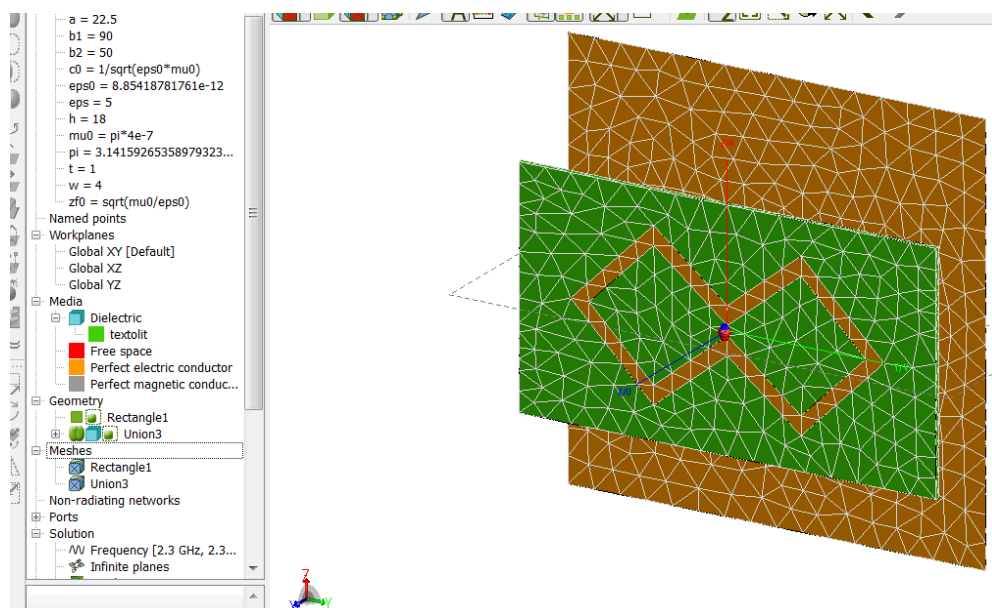 a = 22.5
b1 = 90
b2 = 50
c0 = 1/sqrt(eps0*mu0)
eps0 = 8.85418781761e-12
eps = 5
h = 18
mu0 = pi*4e-7
pi = 3.14159265358979323...
t = 1
w = 4
zf0 = sqrt(mu0/eps0)
Named points
Workplanes
Global XY [Default]
Global XZ
Global YZ
Media
Dielectric
textolit
Free space
Perfect electric conductor
Perfect magnetic conduc...
Geometry
Rectangle1
Union3
Meshes
Rectangle1
Union3
Non-radiating networks
Ports
Solution
Frequency [2.3 GHz, 2.3...
Infinite planes
Z
Y